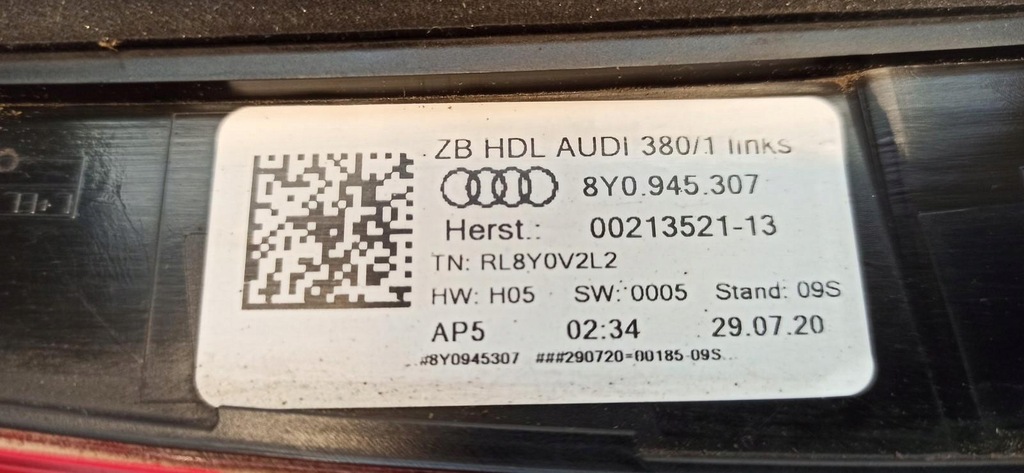 ZB HDL AUDI 380/1 links
8Y0.945.307
Herst.: 00213521-13
TN: RL8Y0V2L2
HW: H05 SW: 0005 Stand: 09S
AP5 02:34 29.07.20
#8Y0945307 ###290720=00185 09S